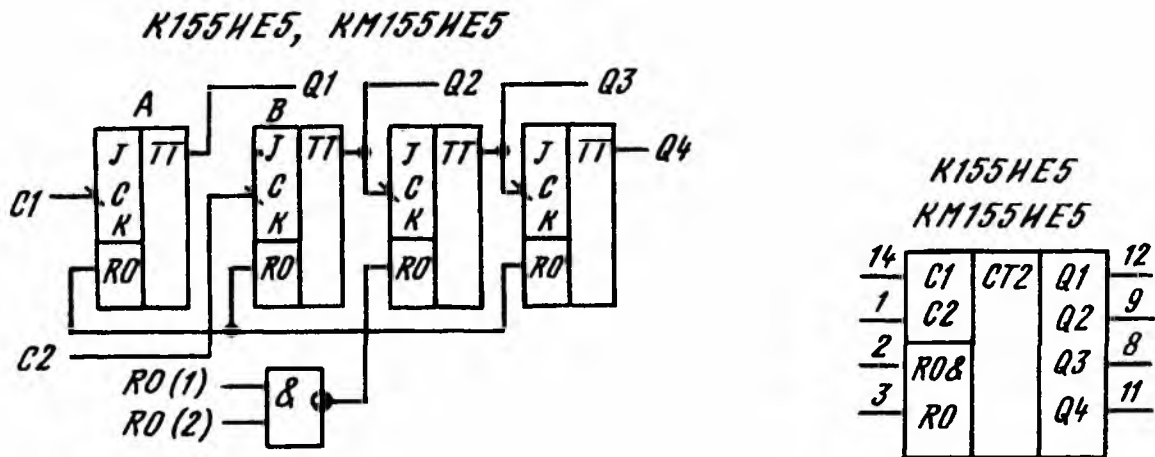 К155ИЕ5, КМ155ИЕ5
A
B
Q1
Q2
Q3
Q4
J TT
C
K
R0
J TT
C
K
R0
J TT
C
K
R0
J TT
C
K
R0
C1
C2
R0(1)
R0(2)
&
К155ИЕ5
КМ155ИЕ5
14 C1 CT2 Q1 12
1 C2 Q2 9
2 R0& Q3 8
3 R0 Q4 11